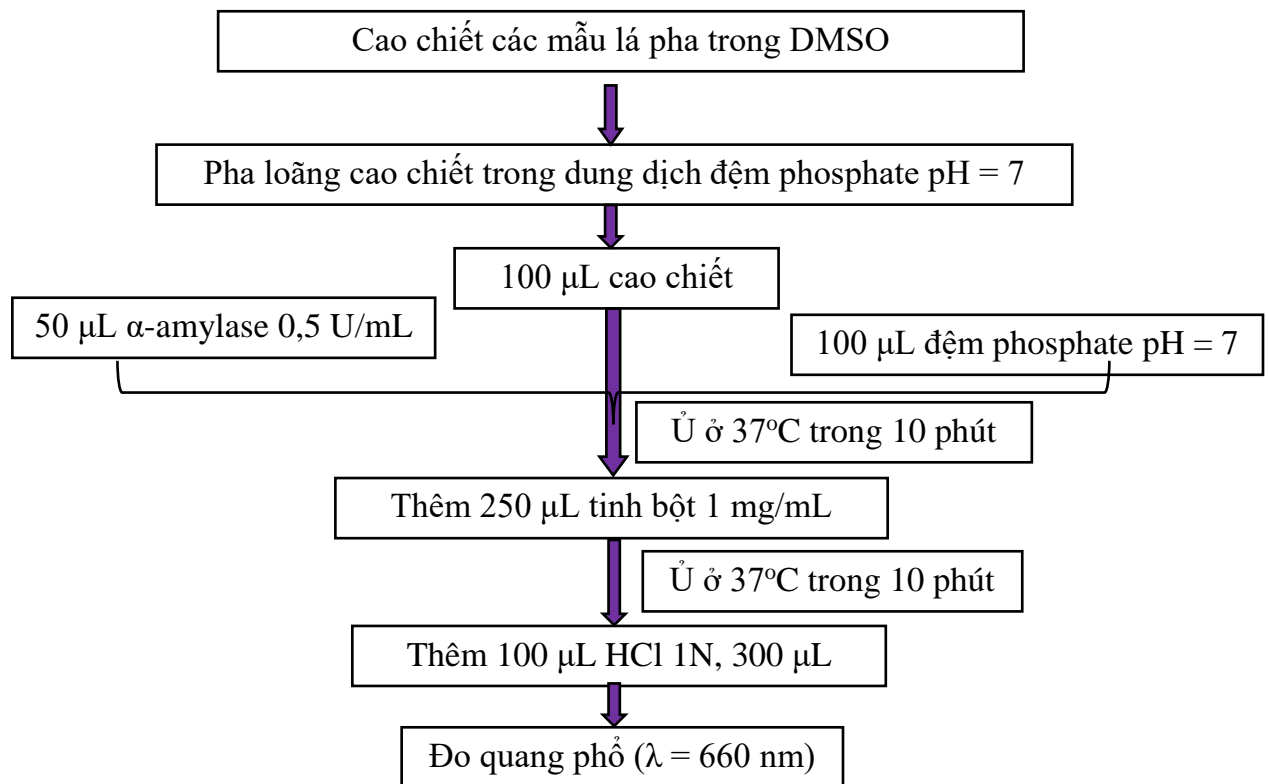 Cao chiết các mẫu lá pha trong DMSO
Pha loãng cao chiết trong dung dịch đệm phosphate pH = 7
100 μL cao chiết
50 μL α-amylase 0,5 U/mL
100 μL đệm phosphate pH = 7
Ủ ở 37°C trong 10 phút
Thêm 250 μL tinh bột 1 mg/mL
Ủ ở 37°C trong 10 phút
Thêm 100 μL HCl 1N, 300 μL
Đo quang phổ (λ = 660 nm)